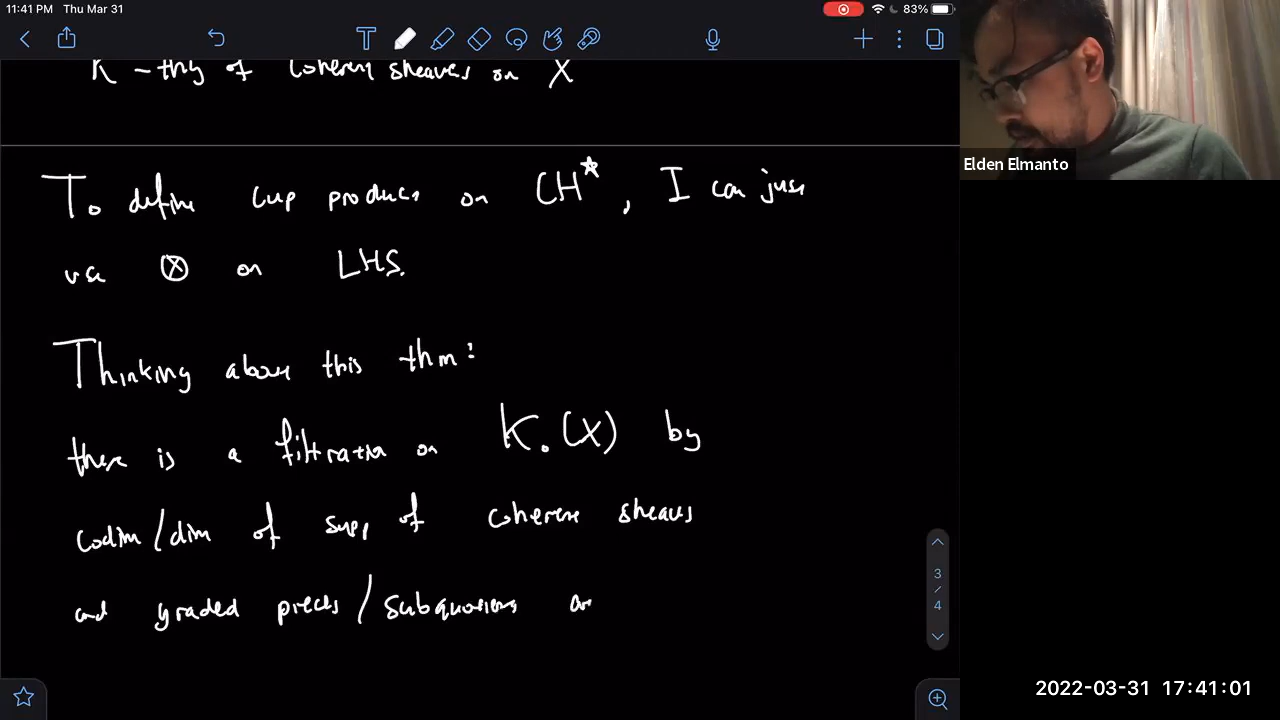 11:41 PM Thu Mar 31
83%
K-thy of coherent sheaves on X
To define cup product on CH*, I can just
use ⊗ on LHS.
Thinking about this thm:
there is a filtration on K₀(X) by
codim/dim of supp of coherent sheaves
and graded pieces/subquotients are
Elden Elmanto
3
/
4
2022-03-31 17:41:01